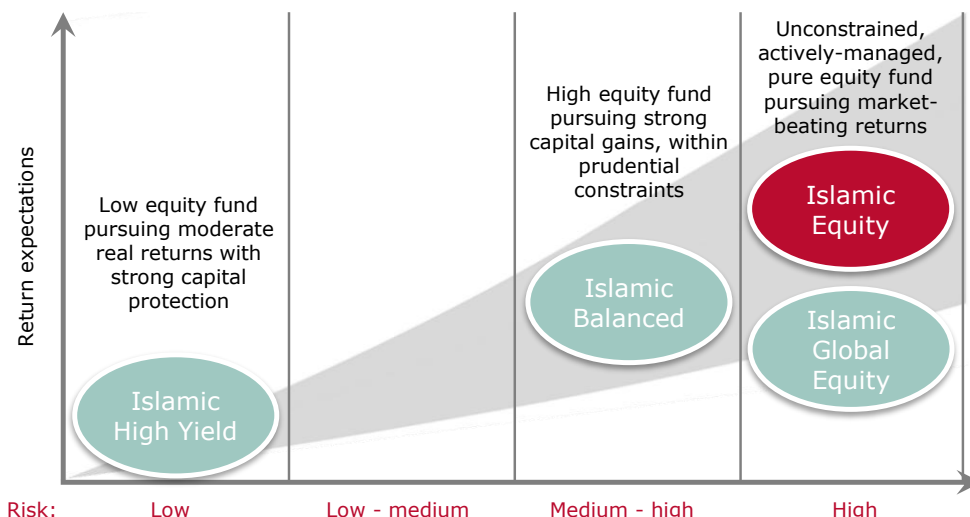 Unconstrained,
actively-managed,
pure equity fund
pursuing market-
beating returns
High equity fund
pursuing strong
capital gains, within
prudential
constraints
Low equity fund
pursuing moderate
real returns with
strong capital
protection
Return expectations
Islamic
Equity
Islamic
Balanced
Islamic
Global
Equity
Islamic
High Yield
Risk: Low Low - medium Medium - high High